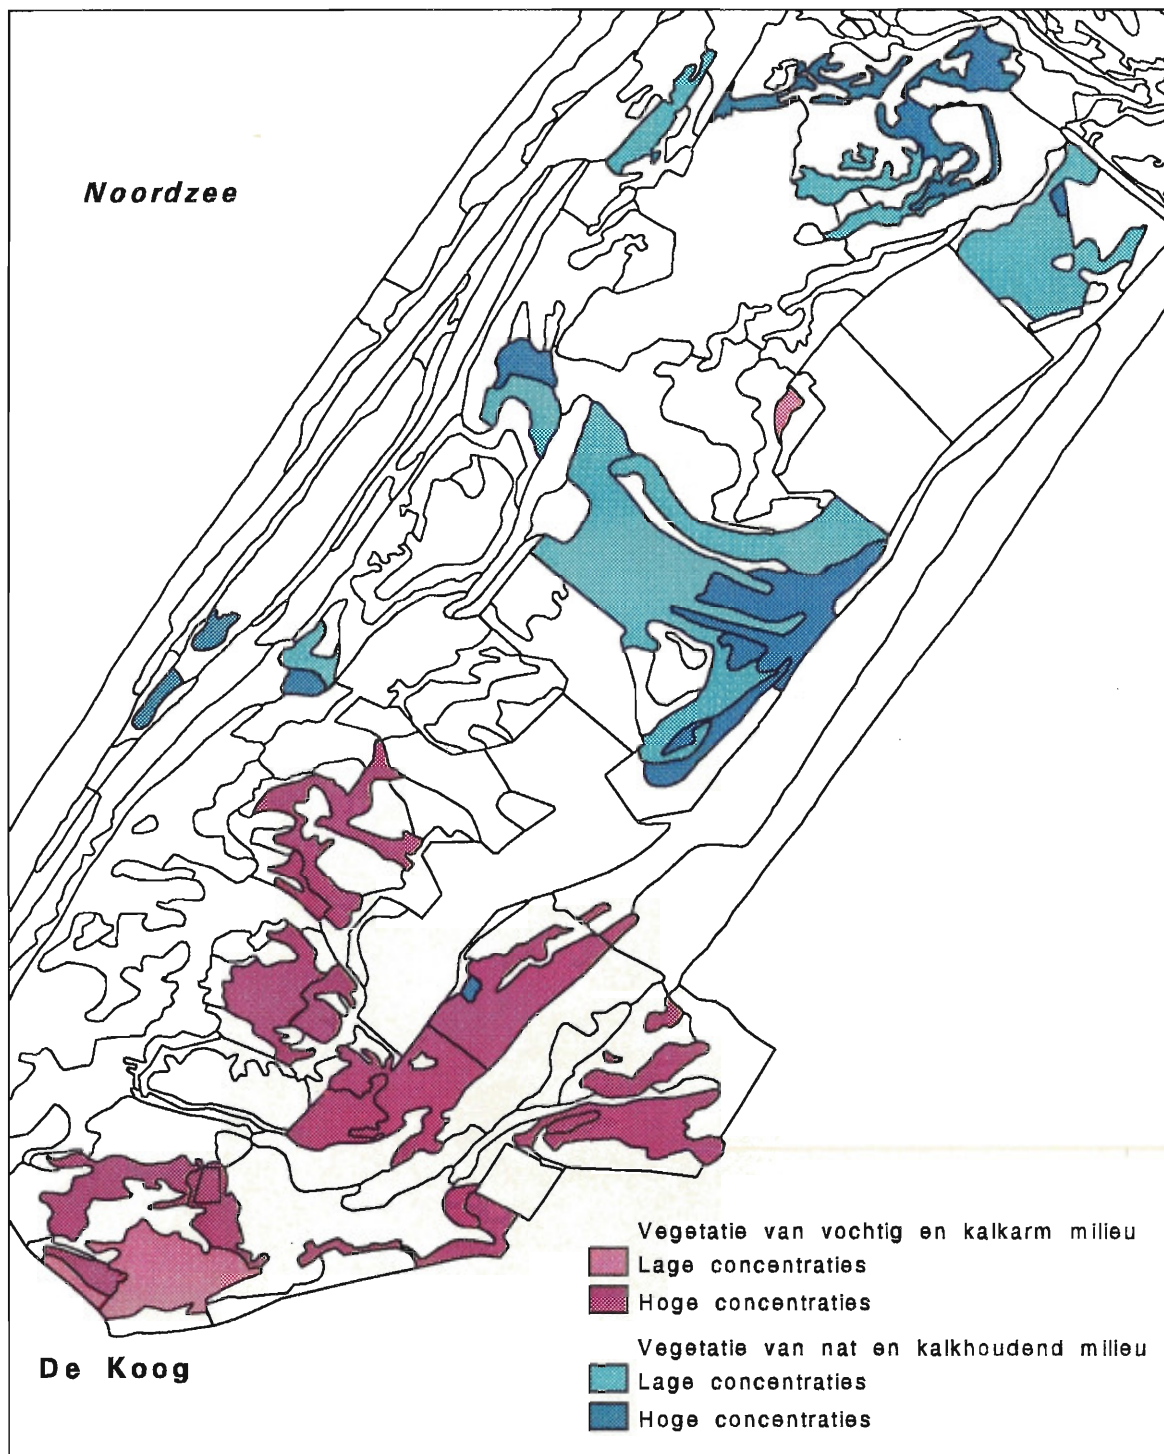 Noordzee
Vegetatie van vochtig en kalkarm milieu
Lage concentraties
Hoge concentraties
Vegetatie van nat en kalkhoudend milieu
Lage concentraties
Hoge concentraties
De Koog